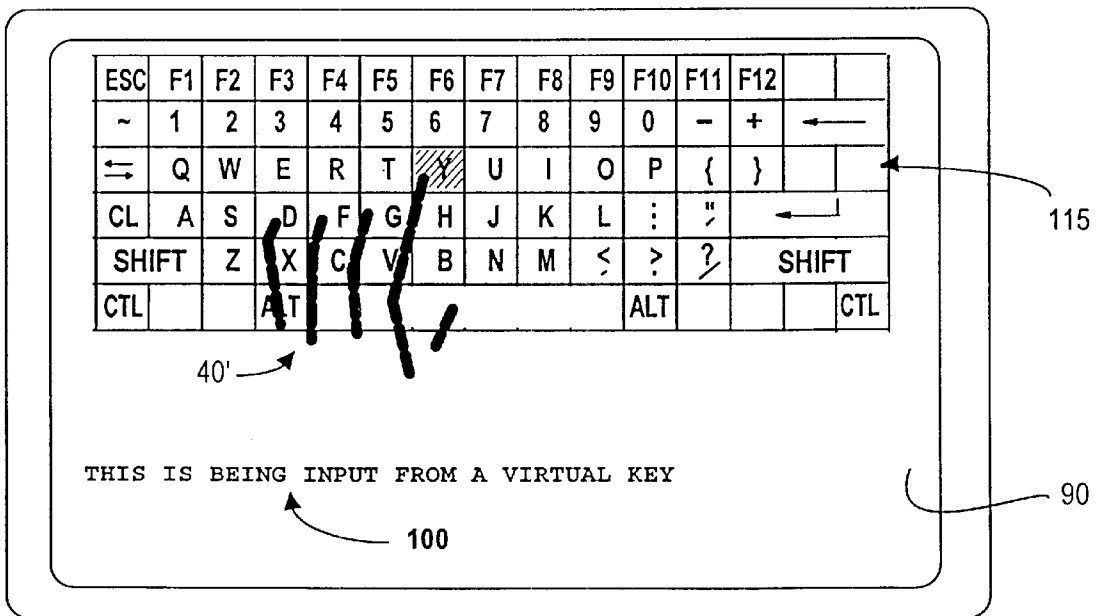 ESC F1 F2 F3 F4 F5 F6 F7 F8 F9 F10 F11 F12
~ 1 2 3 4 5 6 7 8 9 0 - +
Q W E R T Y U I O P { }
CL A S D F G H J K L : "
SHIFT Z X C V B N M < > ? SHIFT
CTL ALT ALT CTL
115
40'
THIS IS BEING INPUT FROM A VIRTUAL KEY
90
100